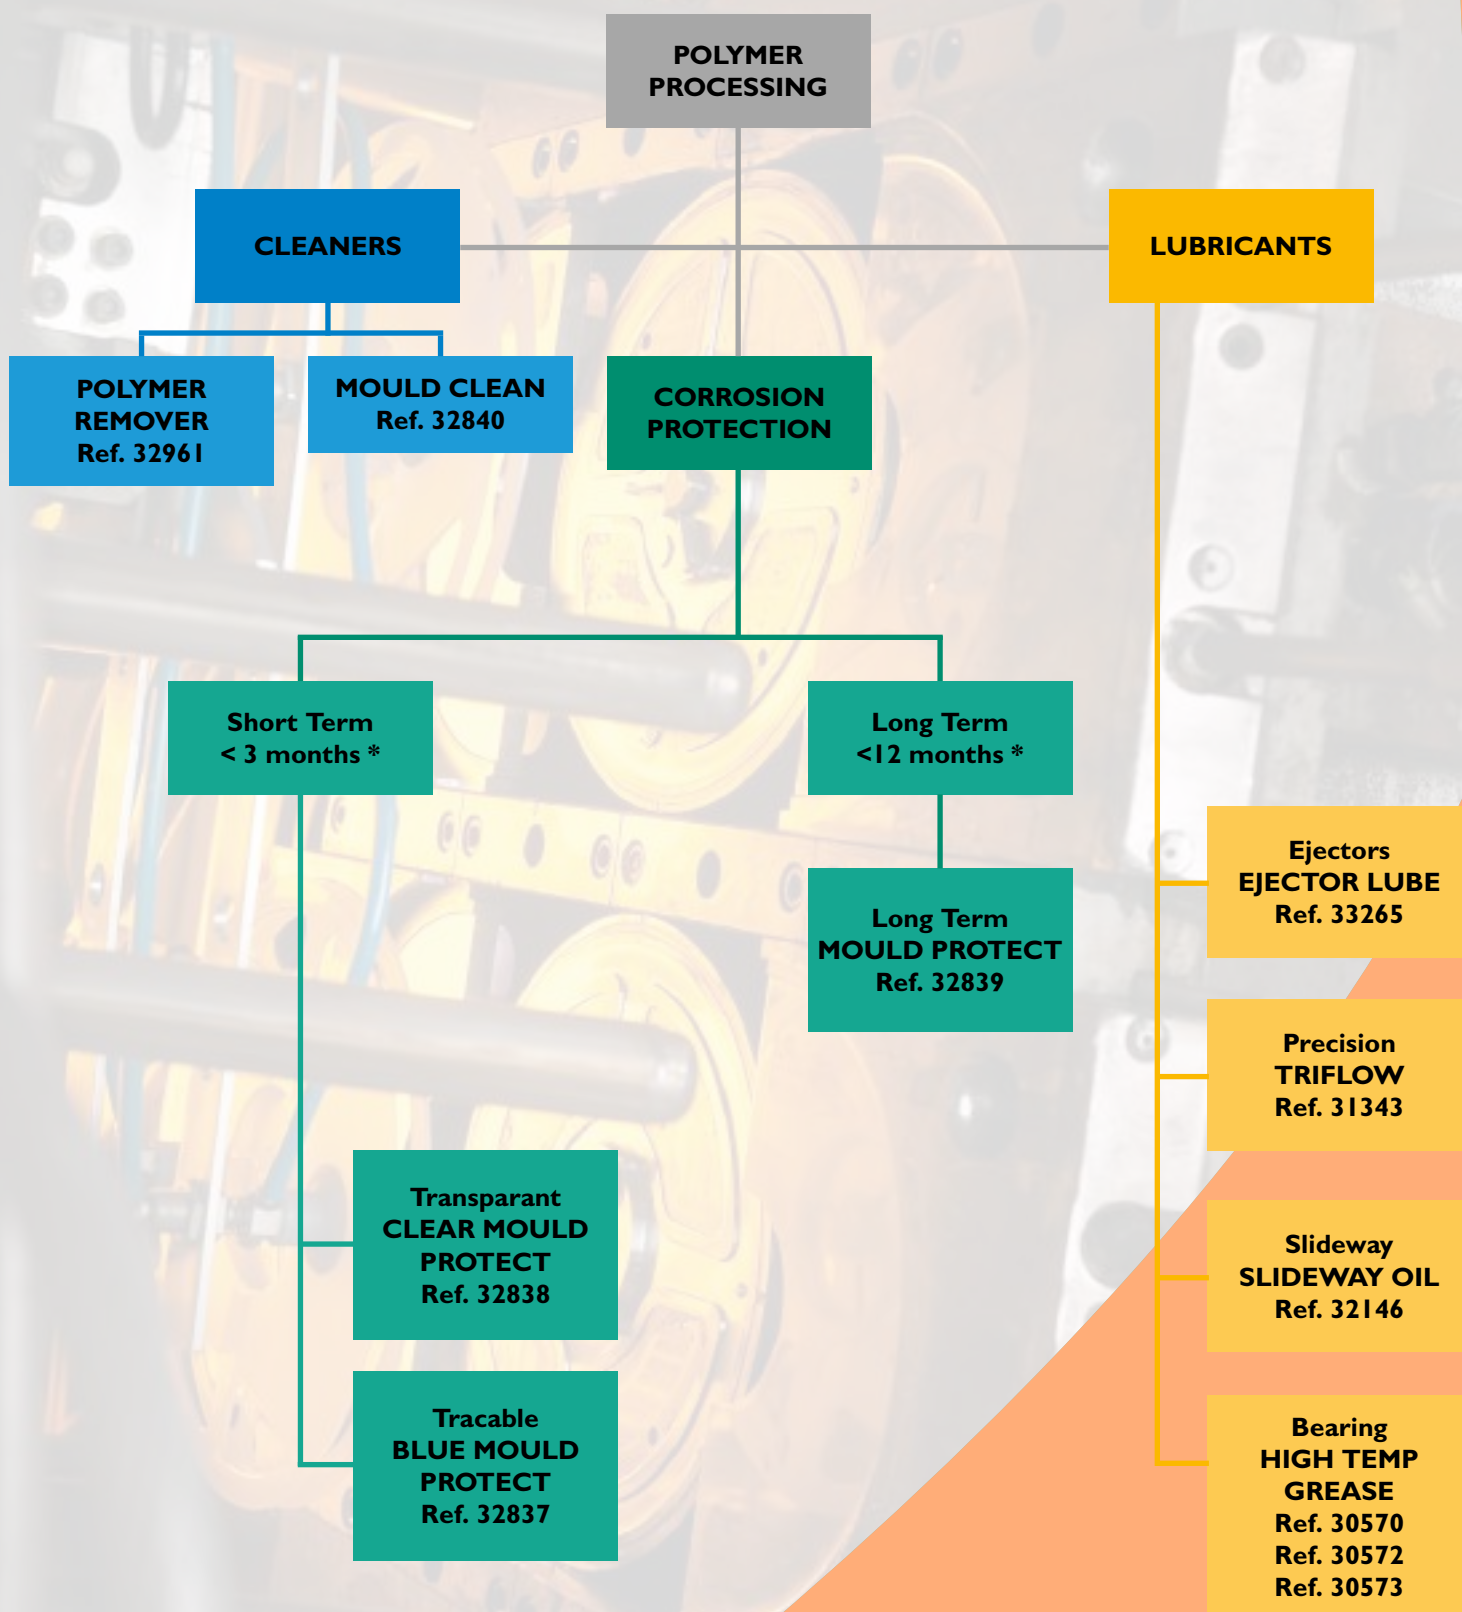 POLYMER
PROCESSING
CLEANERS
LUBRICANTS
POLYMER
REMOVER
Ref. 32961
MOULD CLEAN
Ref. 32840
CORROSION
PROTECTION
Short Term
< 3 months *
Long Term
<12 months *
Ejectors
EJECTOR LUBE
Ref. 33265
Long Term
MOULD PROTECT
Ref. 32839
Precision
TRIFLOW
Ref. 31343
Transparant
CLEAR MOULD
PROTECT
Ref. 32838
Slideway
SLIDEWAY OIL
Ref. 32146
Tracable
BLUE MOULD
PROTECT
Ref. 32837
Bearing
HIGH TEMP
GREASE
Ref. 30570
Ref. 30572
Ref. 30573